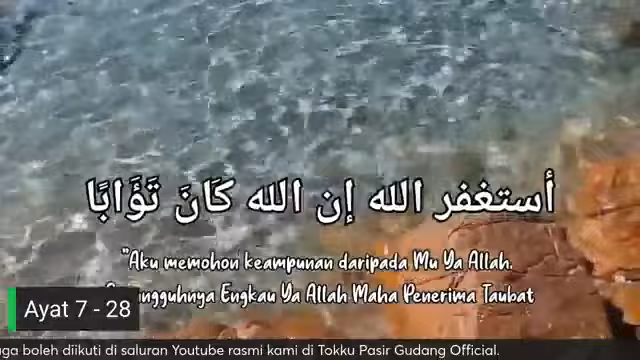 أستغفر الله إن الله كَانَ تَؤَابًا
"Aku memohon keampunan daripada Mu Ya Allah.
Engkau Ya Allah Maha Penerima Taubat
Ayat 7 - 28
boleh diikuti di saluran Youtube rasmi kami di Tokku Pasir Gudang Official.